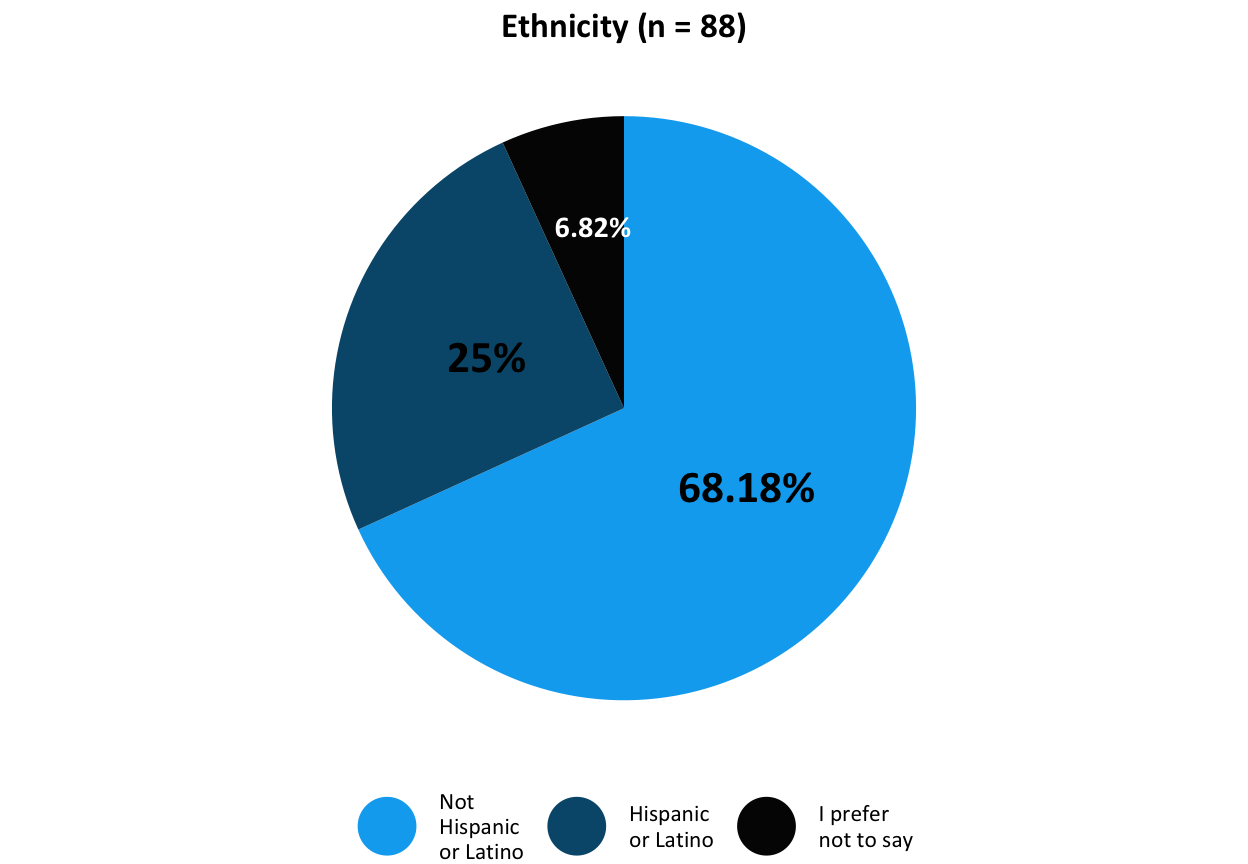 Ethnicity (n = 88)
6.82%
25%
68.18%
Not
Hispanic
or Latino
Hispanic
or Latino
I prefer
not to say